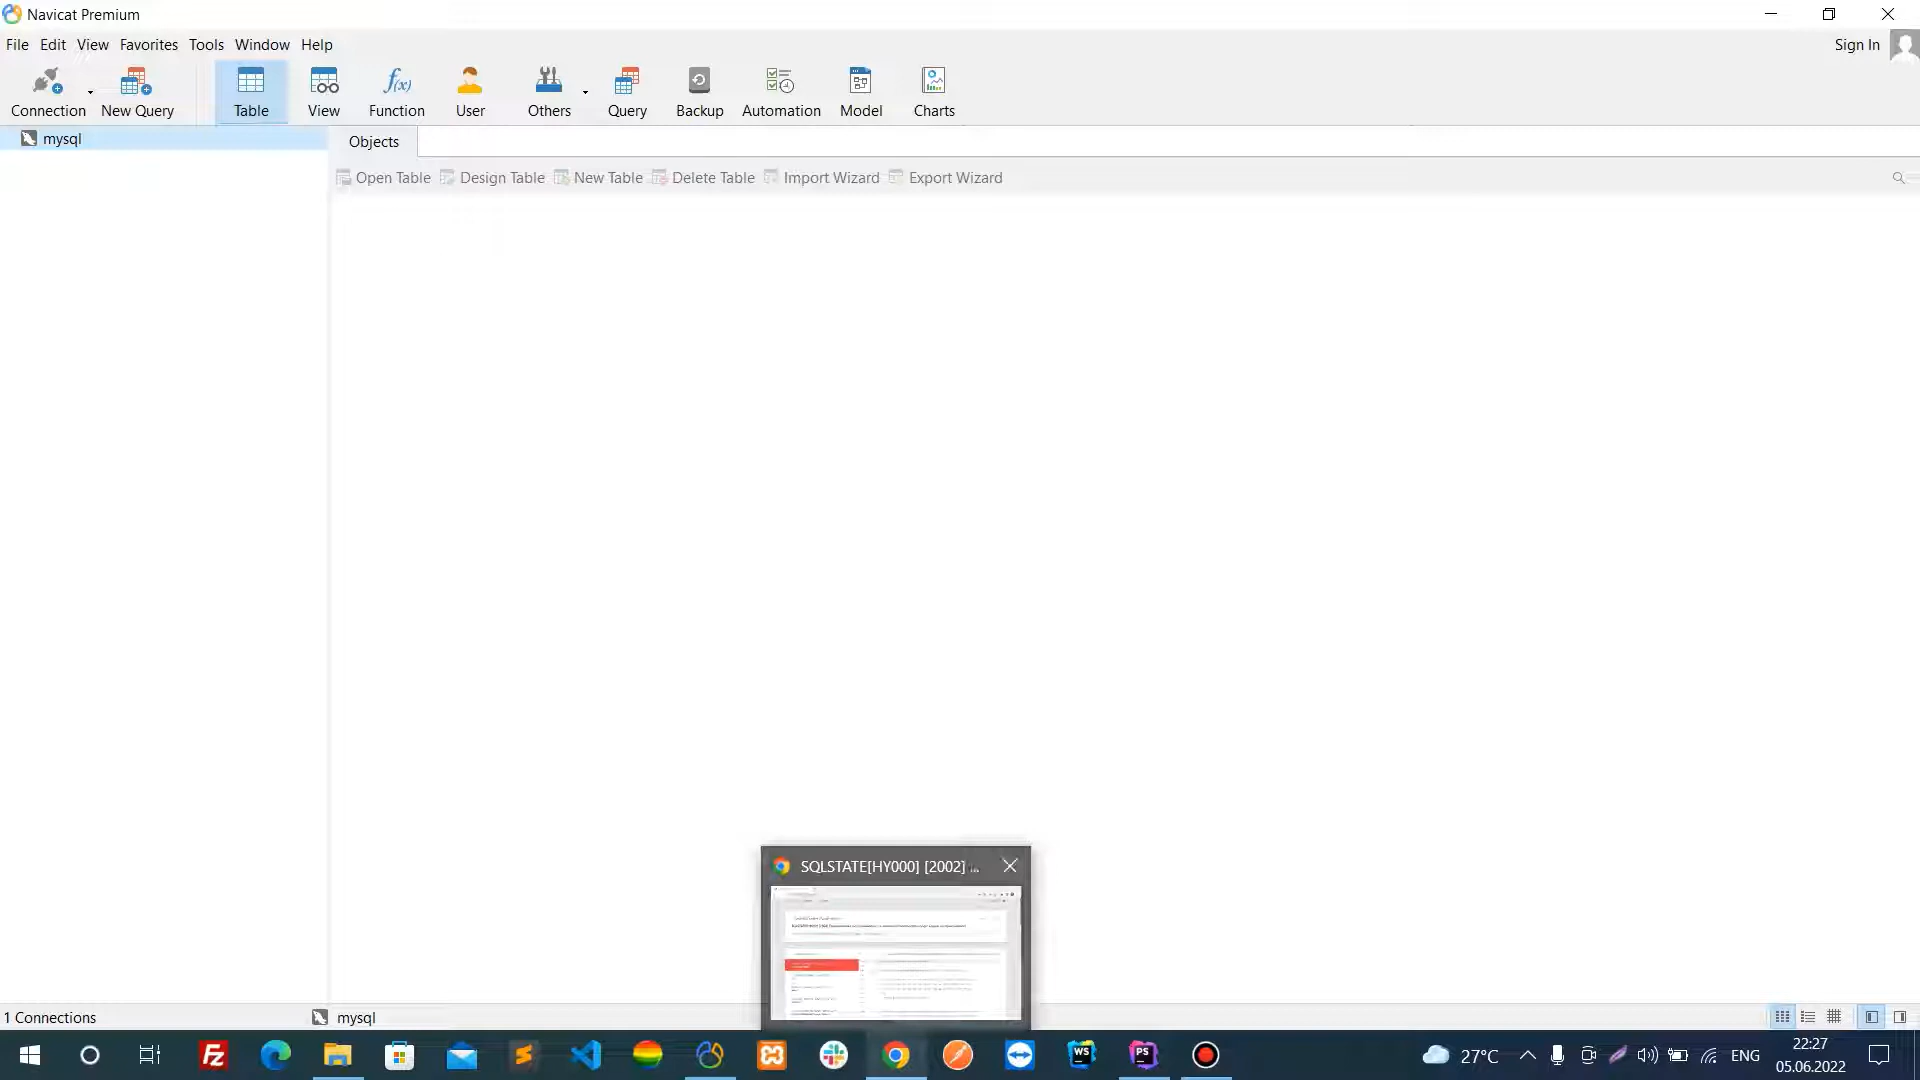 Navicat Premium
File Edit View Favorites Tools Window Help Sign In
Connection New Query Table View Function User Others Query Backup Automation Model Charts
mysql
Objects
Open Table Design Table New Table Delete Table Import Wizard Export Wizard
SQLSTATE[HY000] [2002] ...
1 Connections mysql
27°C ENG 22:27
05.06.2022